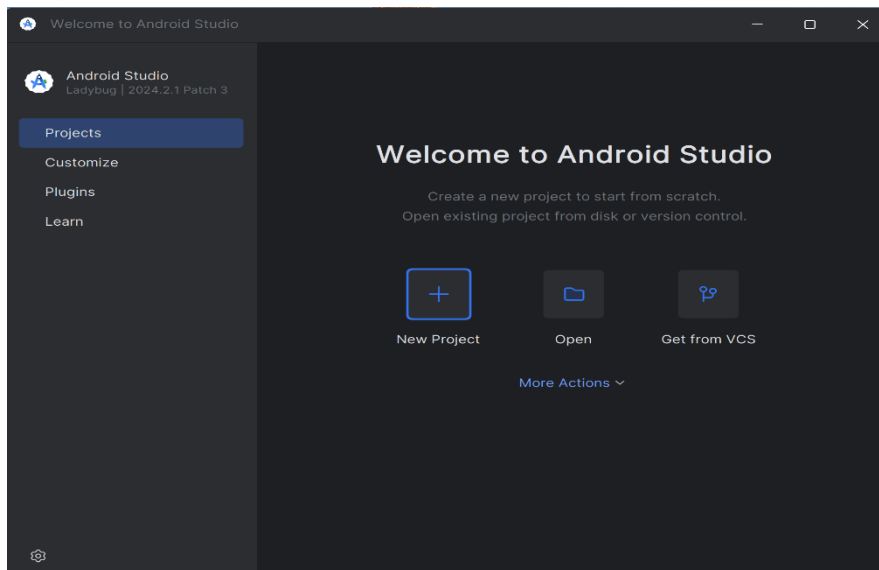 Welcome to Android Studio
Android Studio
Ladybug | 2024.2.1 Patch 3
Projects
Customize
Plugins
Learn
Welcome to Android Studio
Create a new project to start from scratch.
Open existing project from disk or version control.
New Project
Open
Get from VCS
More Actions